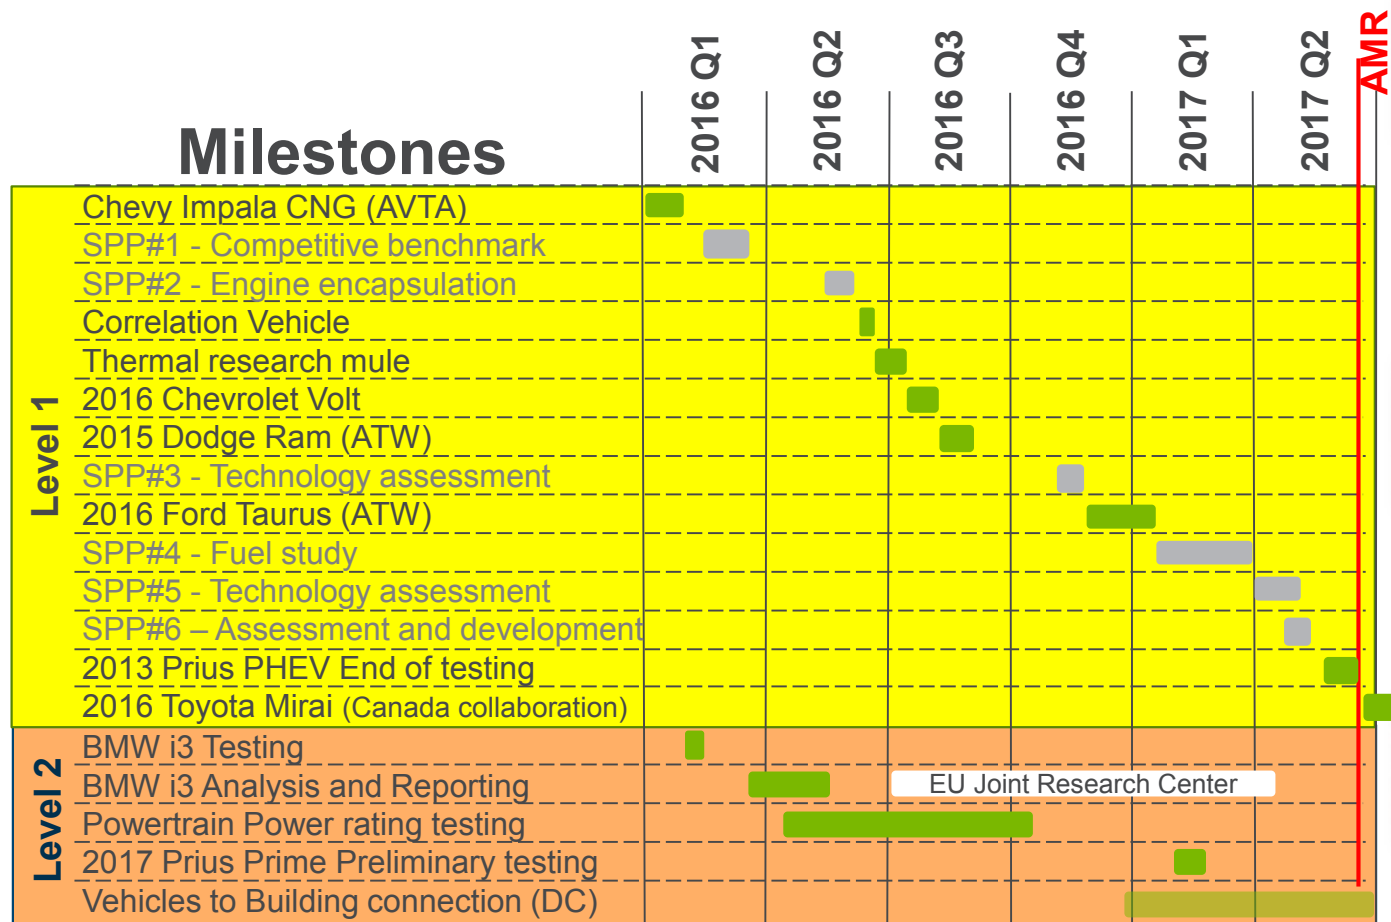 Milestones
2016 Q1
2016 Q2
2016 Q3
2016 Q4
2017 Q1
2017 Q2
AMR
Level 1
Chevy Impala CNG (AVTA)
SPP#1 - Competitive benchmark
SPP#2 - Engine encapsulation
Correlation Vehicle
Thermal research mule
2016 Chevrolet Volt
2015 Dodge Ram (ATW)
SPP#3 - Technology assessment
2016 Ford Taurus (ATW)
SPP#4 - Fuel study
SPP#5 - Technology assessment
SPP#6 – Assessment and development
2013 Prius PHEV End of testing
2016 Toyota Mirai (Canada collaboration)
Level 2
BMW i3 Testing
BMW i3 Analysis and Reporting
EU Joint Research Center
Powertrain Power rating testing
2017 Prius Prime Preliminary testing
Vehicles to Building connection (DC)